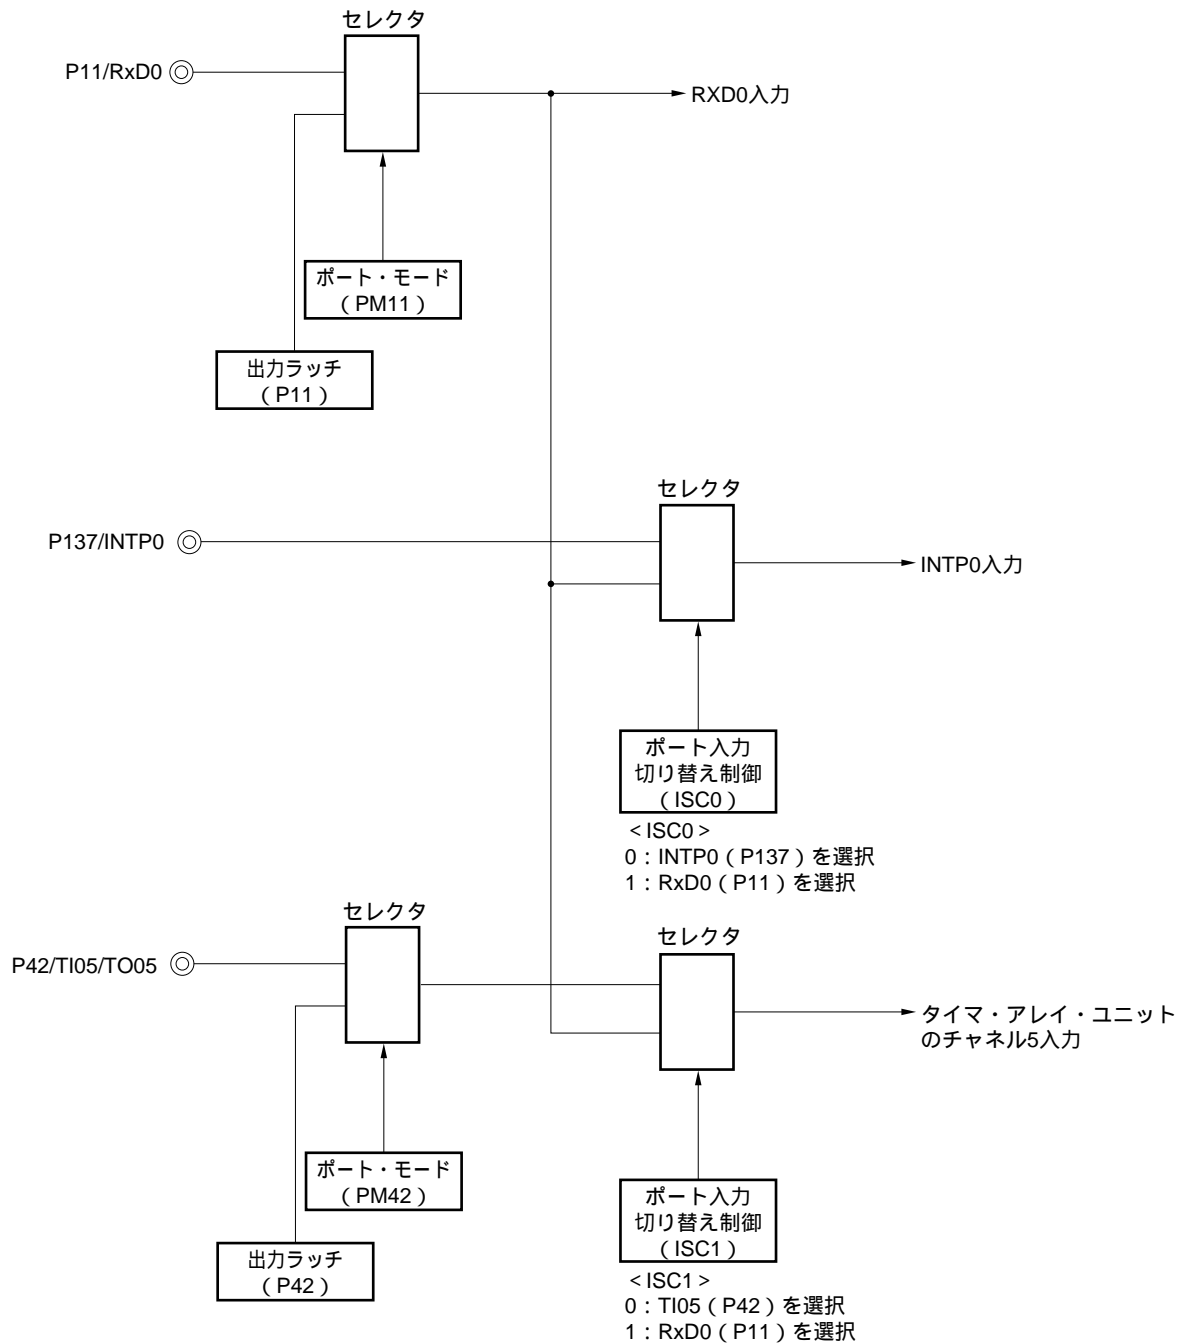 セレクタ
P11/RxD0
RXD0入力
ポート・モード
（PM11）
出力ラッチ
（P11）
セレクタ
P137/INTP0
INTP0入力
ポート入力
切り替え制御
（ISC0）
＜ISC0＞
0：INTP0（P137）を選択
1：RxD0（P11）を選択
セレクタ
セレクタ
P42/TI05/TO05
タイマ・アレイ・ユニット
のチャネル5入力
ポート・モード
（PM42）
ポート入力
切り替え制御
（ISC1）
出力ラッチ
（P42）
＜ISC1＞
0：TI05（P42）を選択
1：RxD0（P11）を選択